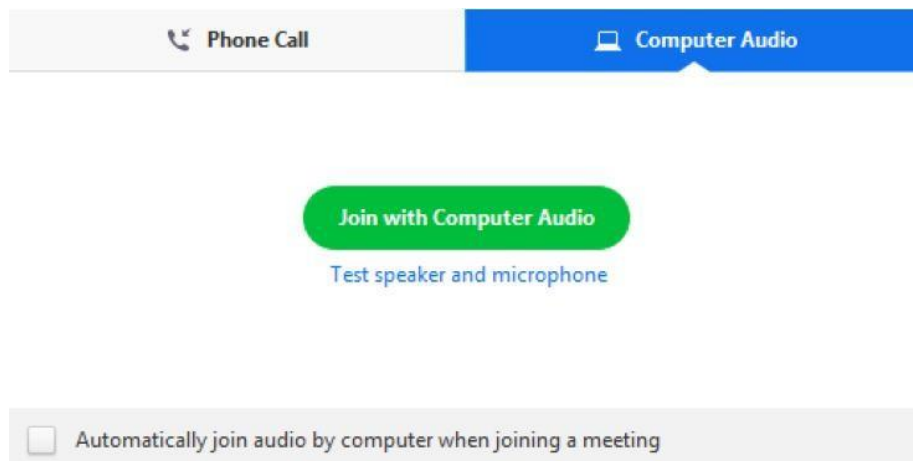 Phone Call
Computer Audio
Join with Computer Audio
Test speaker and microphone
Automatically join audio by computer when joining a meeting